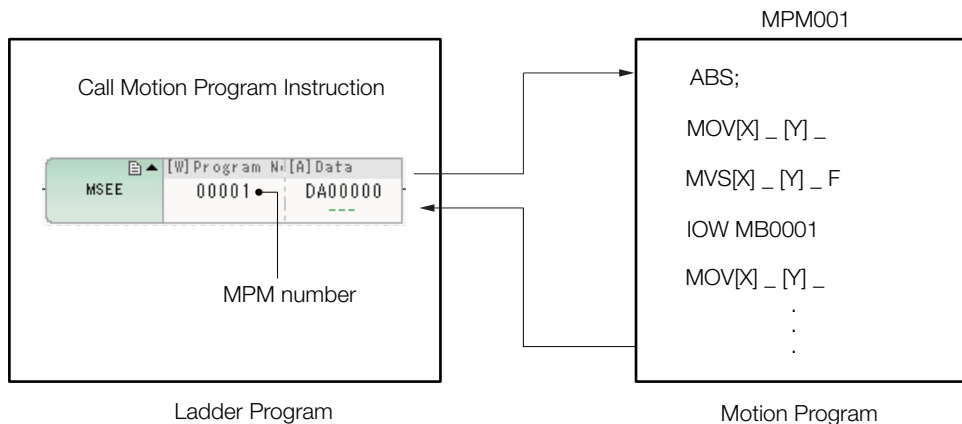 MPM001
Call Motion Program Instruction
[W]Program N [A]Data
MSEE 00001 DA00000
---
MPM number
Ladder Program
ABS;
MOV[X] _ [Y] _
MVS[X] _ [Y] _ F
IOW MB0001
MOV[X] _ [Y] _
.
.
.
Motion Program